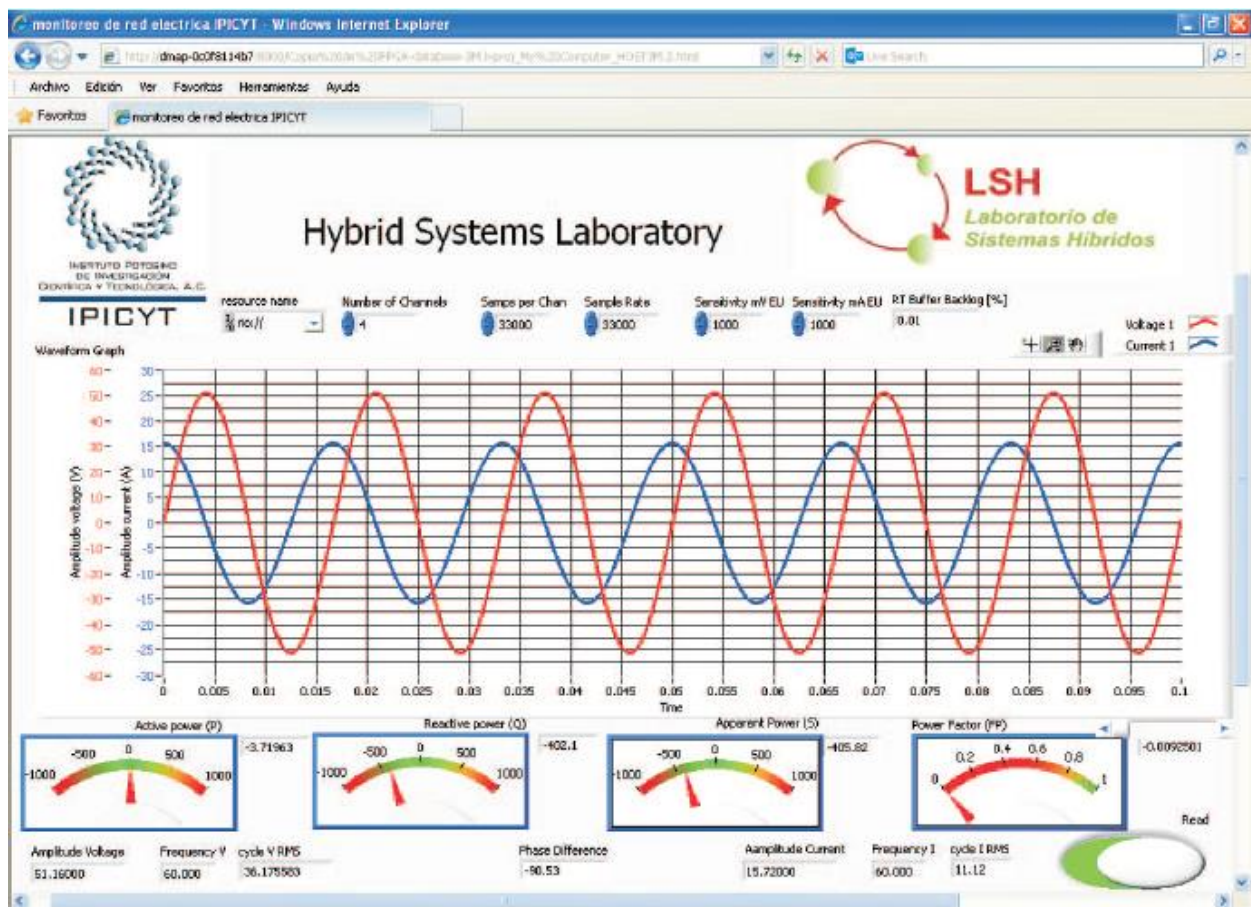 monitoreo de red electrica IPICYT - Windows Internet Explorer
Live Search
Archivo Edición Ver Favoritos Herramientas Ayuda
Favoritos monitoreo de red electrica IPICYT
INSTITUTO POTOSINO
DE INVESTIGACIÓN
CIENTÍFICA Y TECNOLÓGICA, A.C.
IPICYT
Hybrid Systems Laboratory
LSH
Laboratorio de
Sistemas Híbridos
resource name Number of Channels Samps per Chan Sample Rate Sensitivity mV EU Sensitivity mA EU RT Buffer Backlog [%]
4 33000 33000 1000 1000 0.01
Voltage 1
Current 1
Waveform Graph
Amplitude voltage (V)
60
50
40
30
20
10
0
-10
-20
-30
-40
-50
-60
Amplitude current (A)
30
25
20
15
10
5
0
-5
-10
-15
-20
-25
-30
0 0.005 0.01 0.015 0.02 0.025 0.03 0.035 0.04 0.045 0.05 0.055 0.06 0.065 0.07 0.075 0.08 0.085 0.09 0.095 0.1
Time
Active power (P) Reactive power (Q) Apparent Power (S) Power Factor (FP)
-1000 -500 0 500 1000 -3.71963
-1000 -500 0 500 1000 -402.1
-1000 -500 0 500 1000 -405.82
0 0.2 0.4 0.6 0.8 1 -0.0092501
Read
Amplitude Voltage Frequency V cycle V RMS Phase Difference Aamplitude Current Frequency I cycle I RMS
51.16000 60.000 36.175583 -90.53 15.72000 60.000 11.12